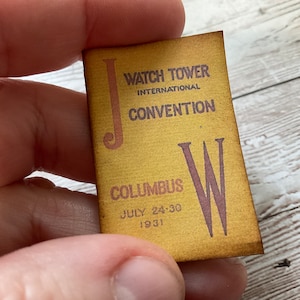 J
WATCH TOWER
INTERNATIONAL
CONVENTION
W
COLUMBUS
JULY 24-30
1931